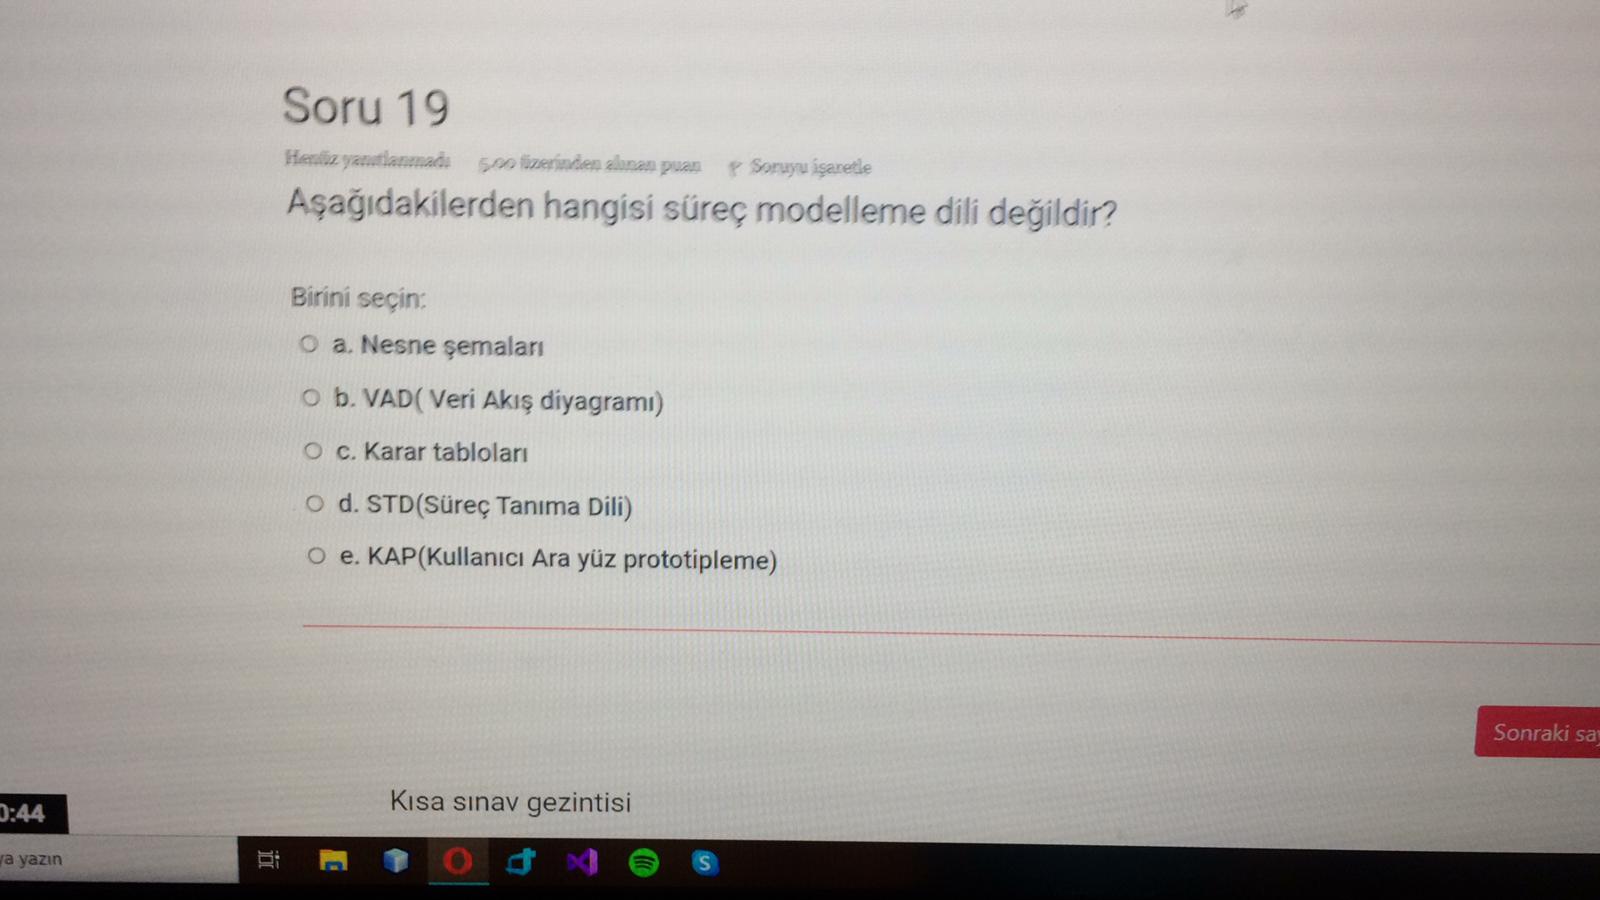 Soru 19
Henüz yanıtlanmadı 5,00 üzerinden alınan puan Soruyu işaretle
Aşağıdakilerden hangisi süreç modelleme dili değildir?
Birini seçin:
a. Nesne şemaları
b. VAD( Veri Akış diyagramı)
c. Karar tabloları
d. STD(Süreç Tanıma Dili)
e. KAP(Kullanıcı Ara yüz prototipleme)
Sonraki say
Kısa sınav gezintisi
0:44
ya yazın